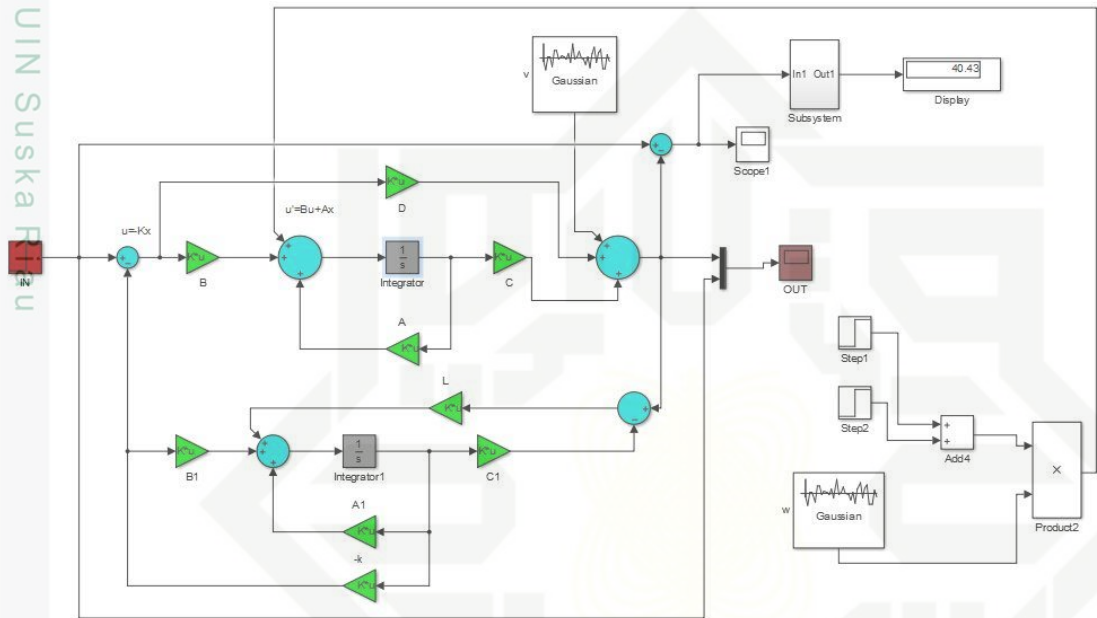 UIN Suska Riau
v
Gaussian
In1 Out1
Subsystem
40.43
Display
Scope1
K*u
D
u=-Kx
u'=Bu+Ax
IN
K*u
B
1
s
Integrator
K*u
C
OUT
A
K*u
L
K*u
Step1
Step2
Add4
K*u
B1
1
s
Integrator1
K*u
C1
w
Gaussian
×
Product2
A1
K*u
-k
K*u